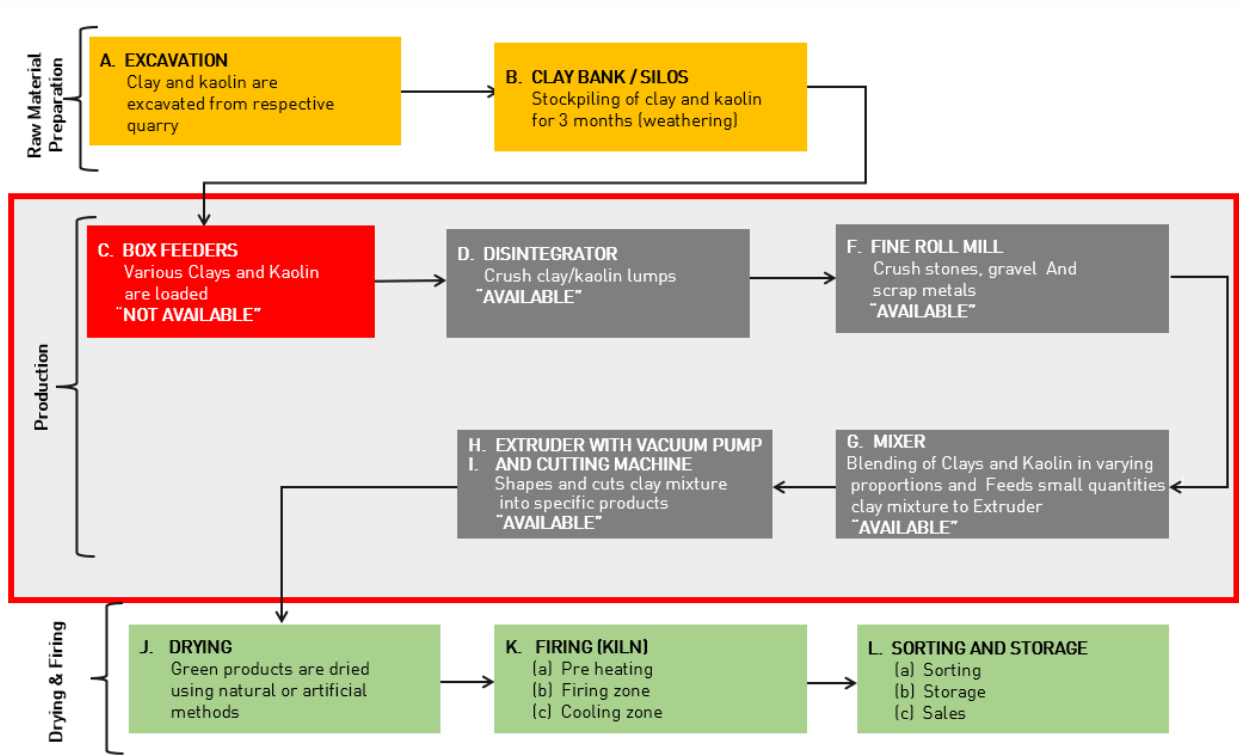 Raw Material
Preparation
A. EXCAVATION
Clay and kaolin are
excavated from respective
quarry
B. CLAY BANK / SILOS
Stockpiling of clay and kaolin
for 3 months (weathering)
Production
C. BOX FEEDERS
Various Clays and Kaolin
are loaded
"NOT AVAILABLE”
D. DISINTEGRATOR
Crush clay/kaolin lumps
"AVAILABLE”
F. FINE ROLL MILL
Crush stones, gravel And
scrap metals
"AVAILABLE”
G. MIXER
Blending of Clays and Kaolin in varying
proportions and Feeds small quantities
clay mixture to Extruder
"AVAILABLE”
H. EXTRUDER WITH VACUUM PUMP
I. AND CUTTING MACHINE
Shapes and cuts clay mixture
into specific products
"AVAILABLE”
Drying & Firing
J. DRYING
Green products are dried
using natural or artificial
methods
K. FIRING (KILN)
(a) Pre heating
(b) Firing zone
(c) Cooling zone
L. SORTING AND STORAGE
(a) Sorting
(b) Storage
(c) Sales